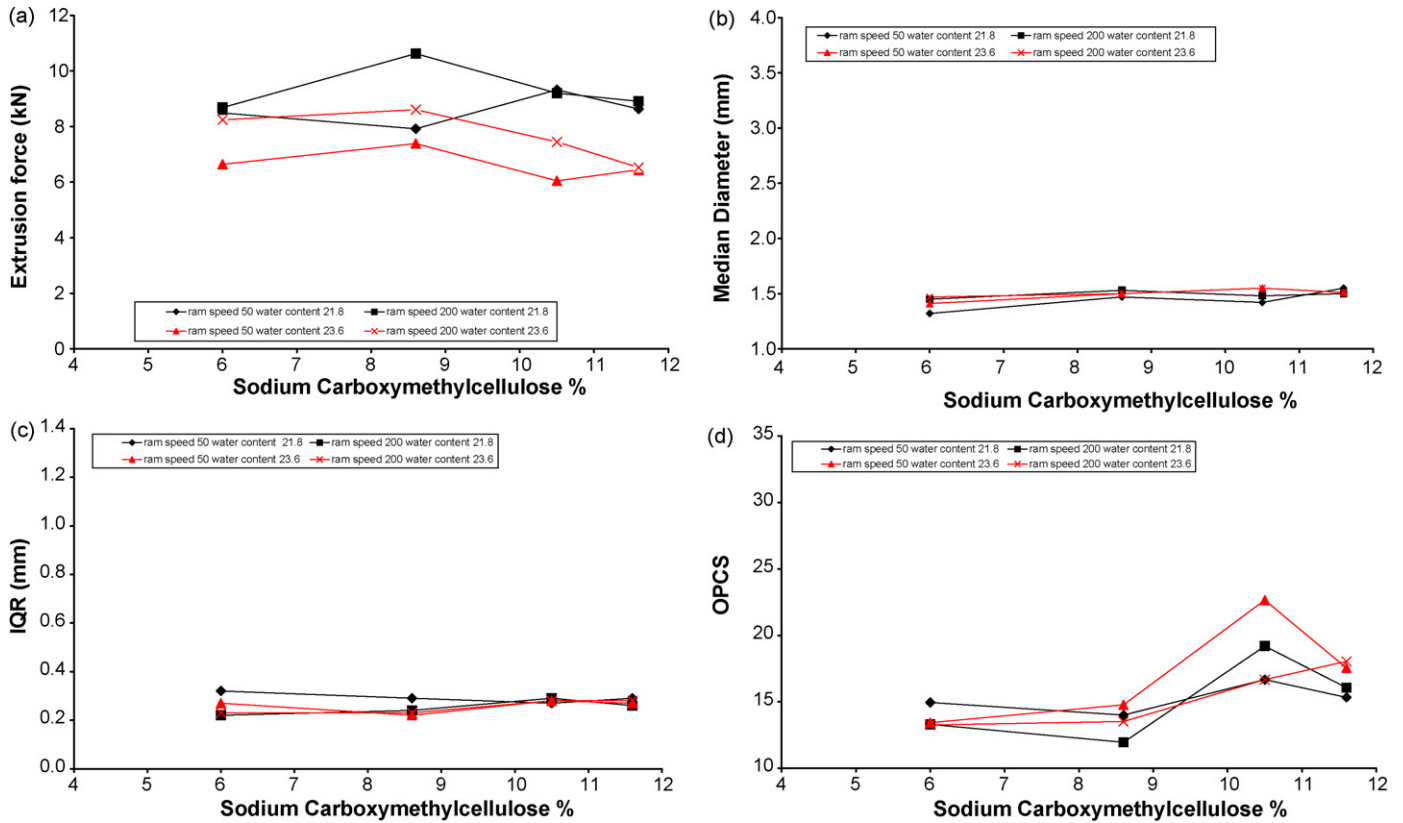 (a)
Extrusion force (kN)
12
10
8
6
4
2
0
ram speed 50 water content 21.8 ram speed 200 water content 21.8
ram speed 50 water content 23.6 ram speed 200 water content 23.6
4 5 6 7 8 9 10 11 12
Sodium Carboxymethylcellulose %
(b)
Median Diameter (mm)
4.0
3.5
3.0
2.5
2.0
1.5
1.0
ram speed 50 water content 21.8 ram speed 200 water content 21.8
ram speed 50 water content 23.6 ram speed 200 water content 23.6
4 5 6 7 8 9 10 11 12
Sodium Carboxymethylcellulose %
(c)
IQR (mm)
1.4
1.2
1.0
0.8
0.6
0.4
0.2
0.0
ram speed 50 water content 21.8 ram speed 200 water content 21.8
ram speed 50 water content 23.6 ram speed 200 water content 23.6
4 5 6 7 8 9 10 11 12
Sodium Carboxymethylcellulose %
(d)
OPCS
35
30
25
20
15
10
ram speed 50 water content 21.8 ram speed 200 water content 21.8
ram speed 50 water content 23.6 ram speed 200 water content 23.6
4 5 6 7 8 9 10 11 12
Sodium Carboxymethylcellulose %